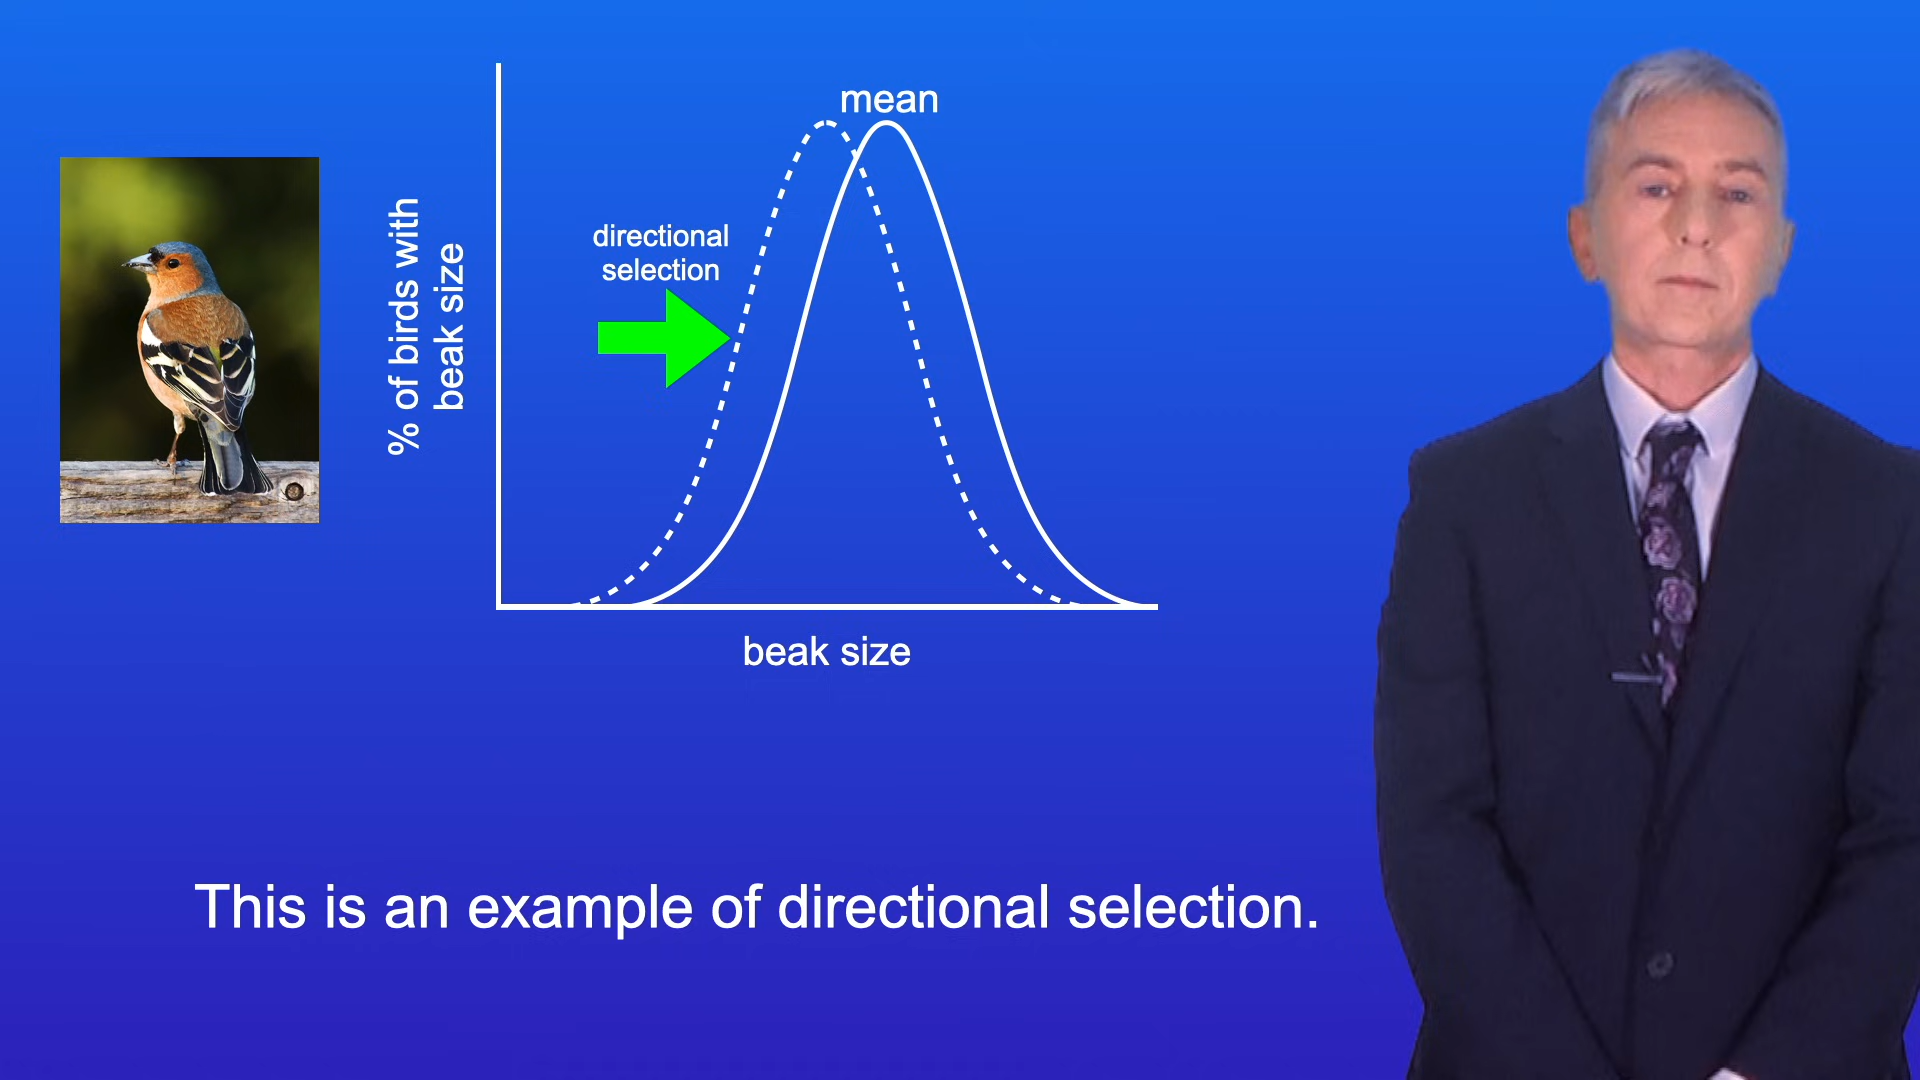 mean
directional
selection
% of birds with
beak size
beak size
This is an example of directional selection.